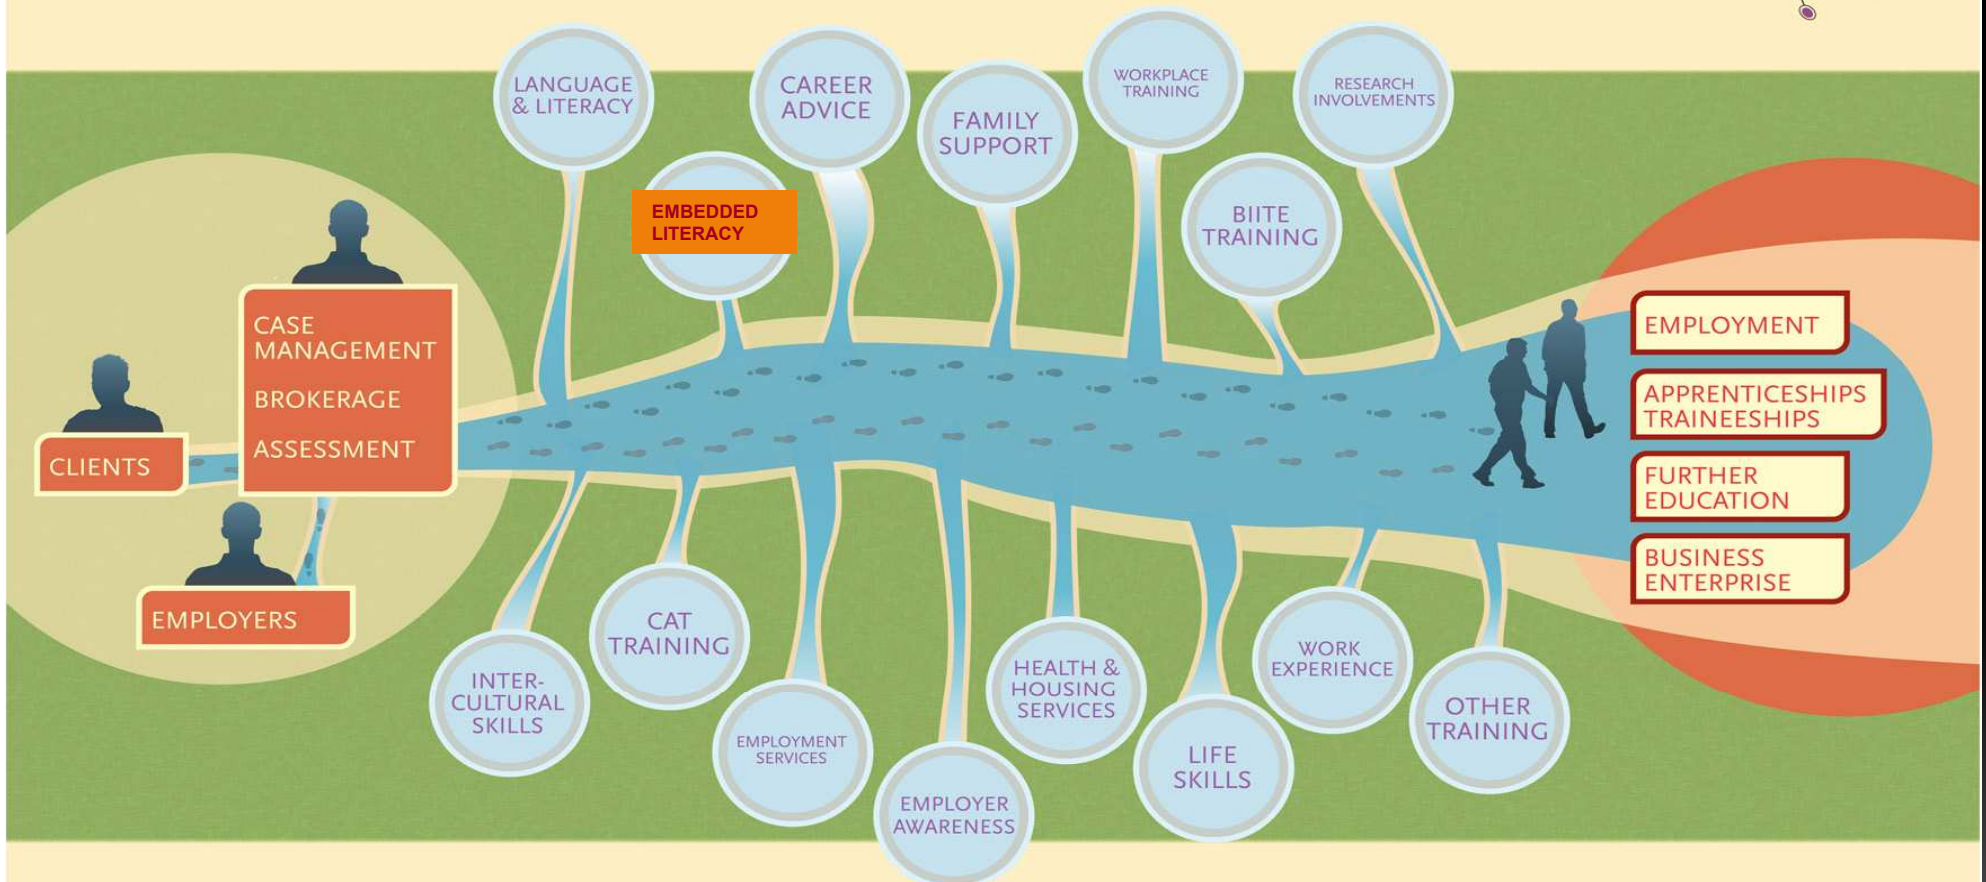 LANGUAGE
& LITERACY
EMBEDDED
LITERACY
CAREER
ADVICE
FAMILY
SUPPORT
WORKPLACE
TRAINING
BIITE
TRAINING
RESEARCH
INVOLVEMENTS
CLIENTS
CASE
MANAGEMENT
BROKERAGE
ASSESSMENT
EMPLOYERS
EMPLOYMENT
APPRENTICESHIPS
TRAINEESHIPS
FURTHER
EDUCATION
BUSINESS
ENTERPRISE
INTER-
CULTURAL
SKILLS
CAT
TRAINING
EMPLOYMENT
SERVICES
EMPLOYER
AWARENESS
HEALTH &
HOUSING
SERVICES
LIFE
SKILLS
WORK
EXPERIENCE
OTHER
TRAINING